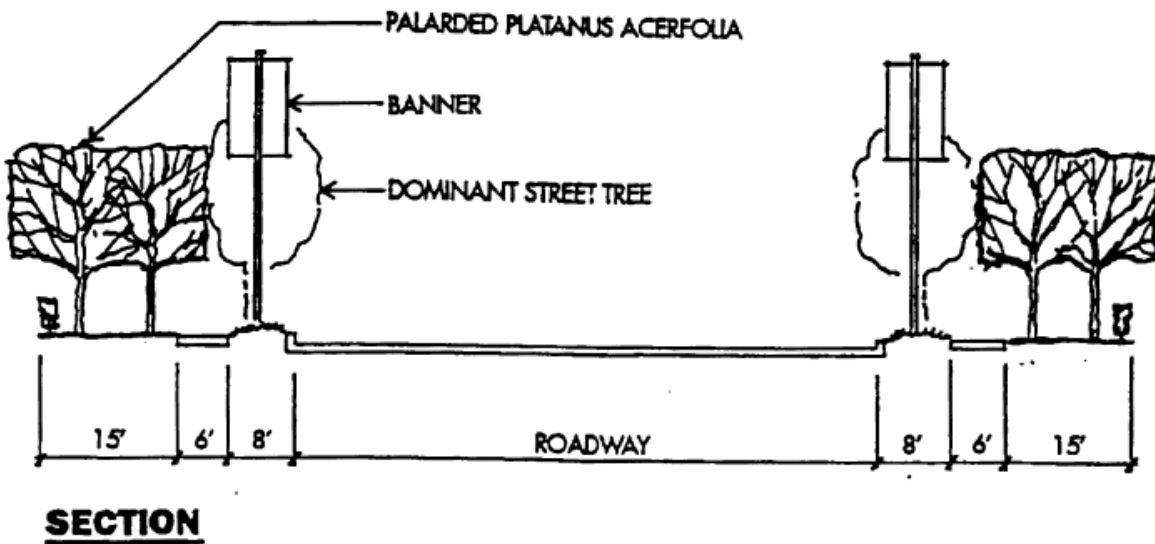 PALARDED PLATANUS ACERFOLIA
BANNER
DOMINANT STREET TREE
15' 6' 8' ROADWAY 8' 6' 15'
SECTION